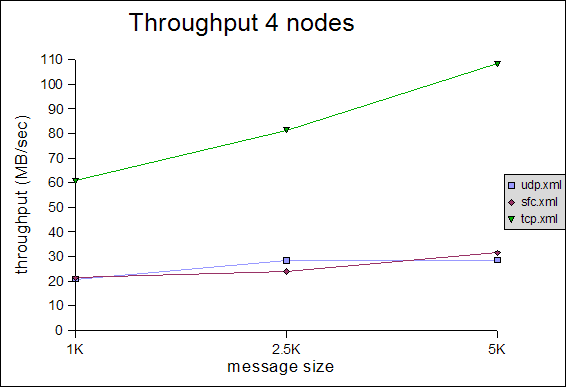 Throughput 4 nodes
throughput (MB/sec)
110
100
90
80
70
60
50
40
30
20
10
0
1K
2.5K
5K
message size
udp.xml
sfc.xml
tcp.xml